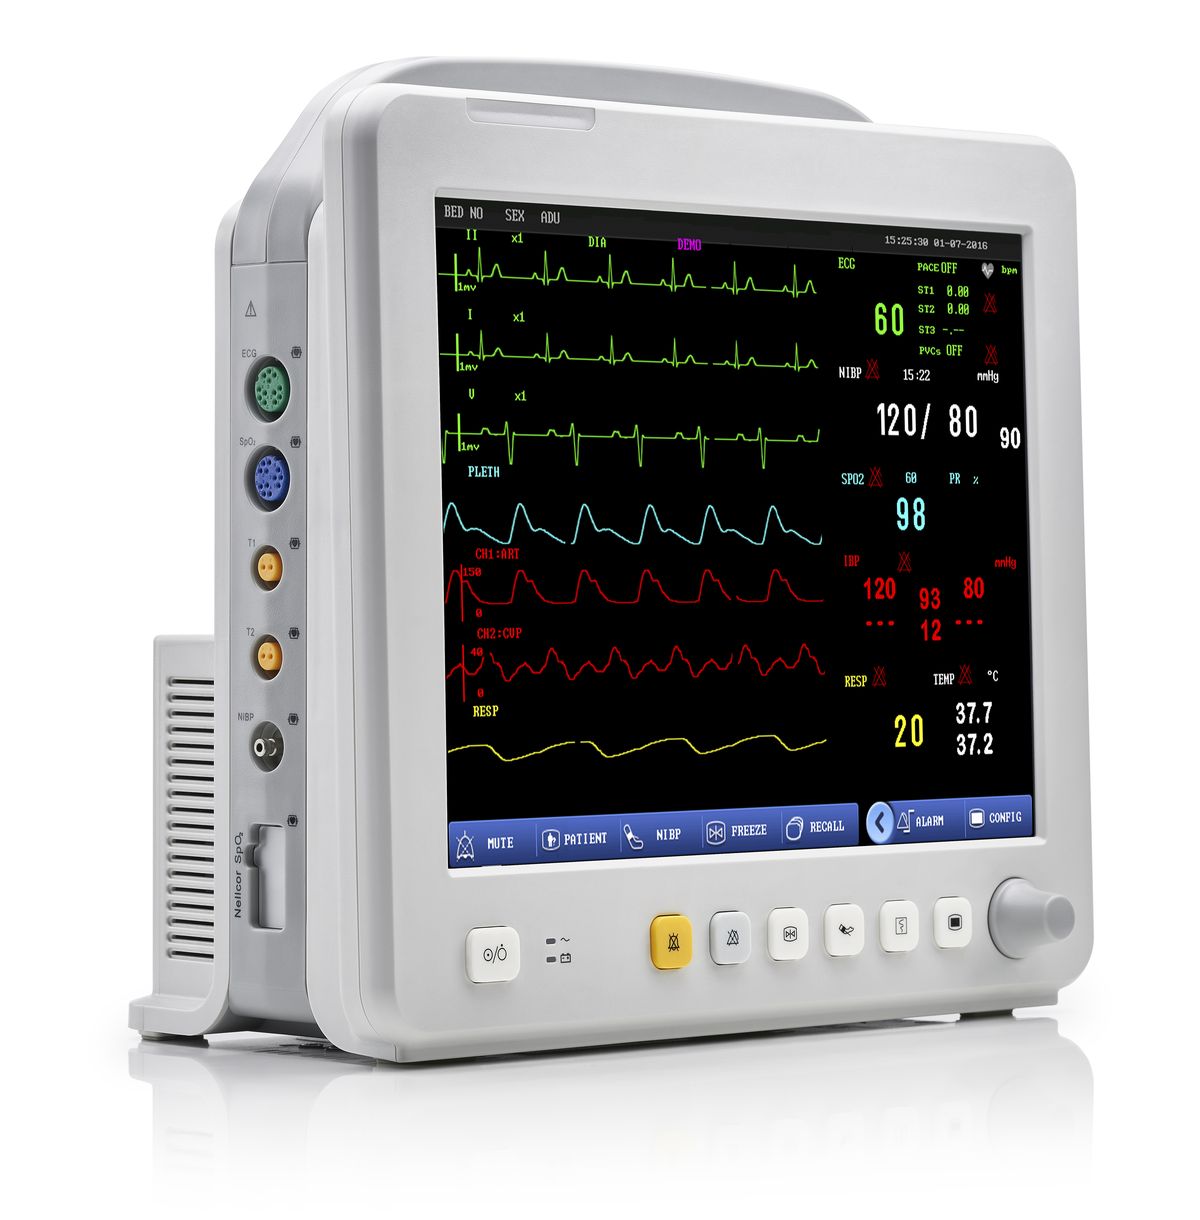 BED NO SEX ADU
15:25:30 01-07-2016
II x1 DIA DEMO
1mv
I x1
1mv
V x1
1mv
PLETH
CH1:ART
150
0
CH2:CVP
40
0
RESP
ECG PACE OFF bpm
60
ST1 0.00
ST2 0.00
ST3 -.--
PVCs OFF
NIBP 15:22 mmHg
120/ 80 90
SPO2 60 PR %
98
IBP mmHg
120 93 80
--- 12 ---
RESP TEMP °C
20
37.7
37.2
MUTE PATIENT NIBP FREEZE RECALL ALARM CONFIG
ECG
SpO₂
T1
T2
NIBP
Nellcor SpO₂